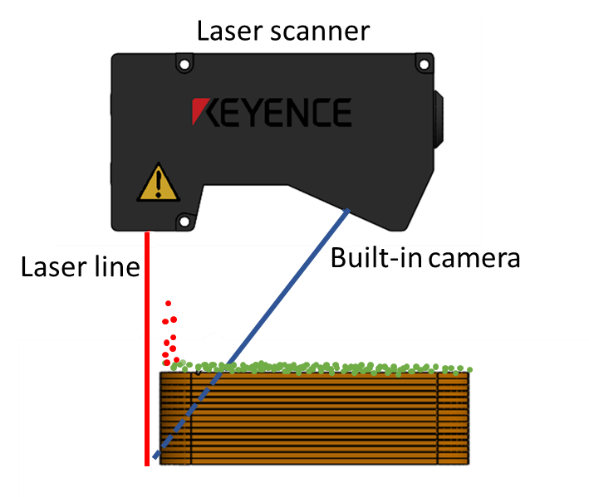 Laser scanner
KEYENCE
!
Laser line
Built-in camera